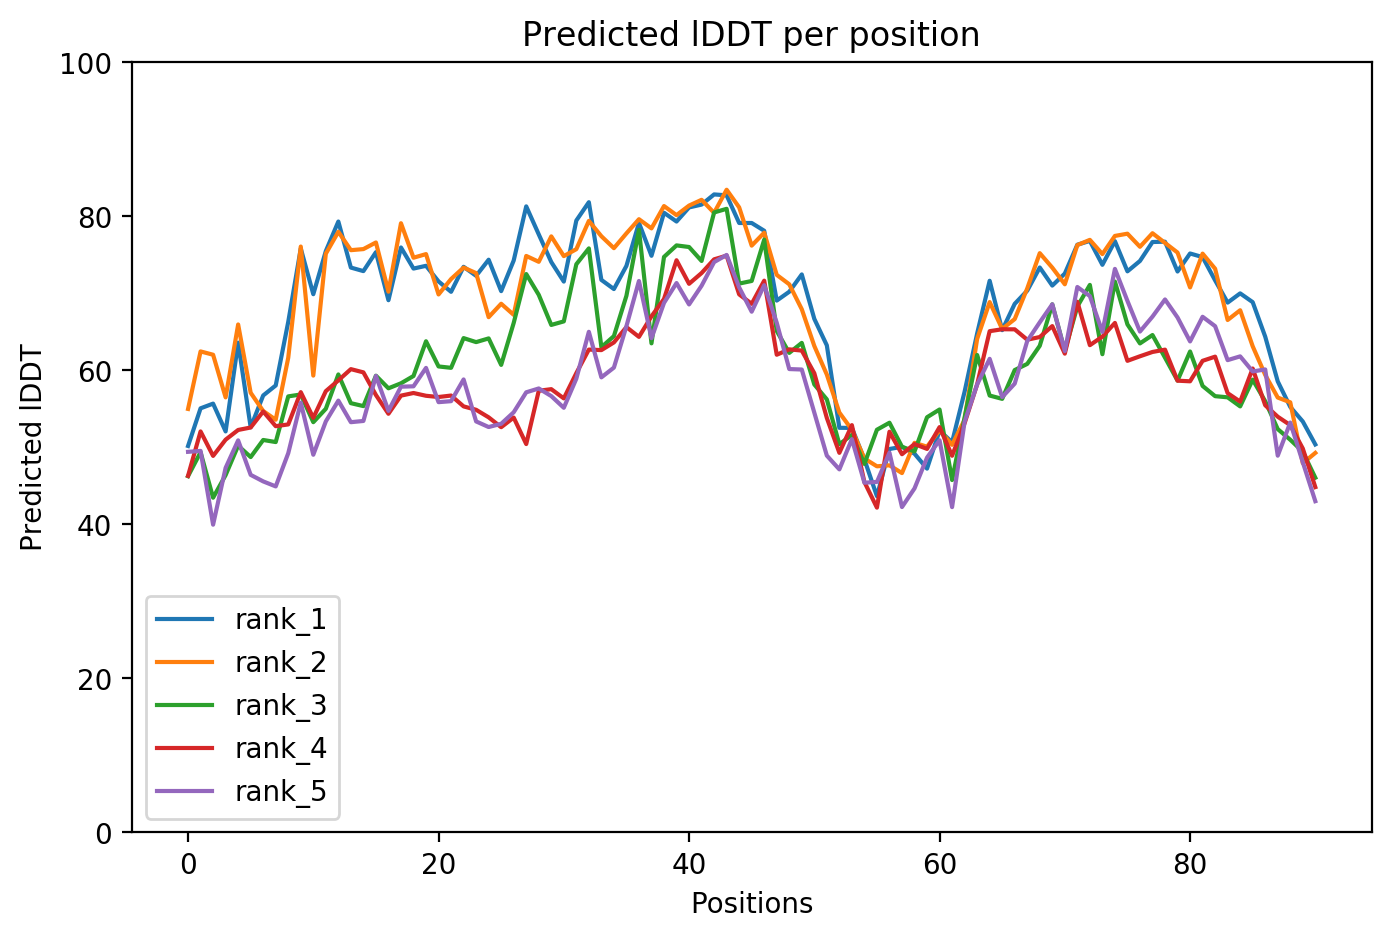 Predicted lDDT per position
100
80
60
40
20
0
Predicted lDDT
rank_1
rank_2
rank_3
rank_4
rank_5
0 20 40 60 80
Positions